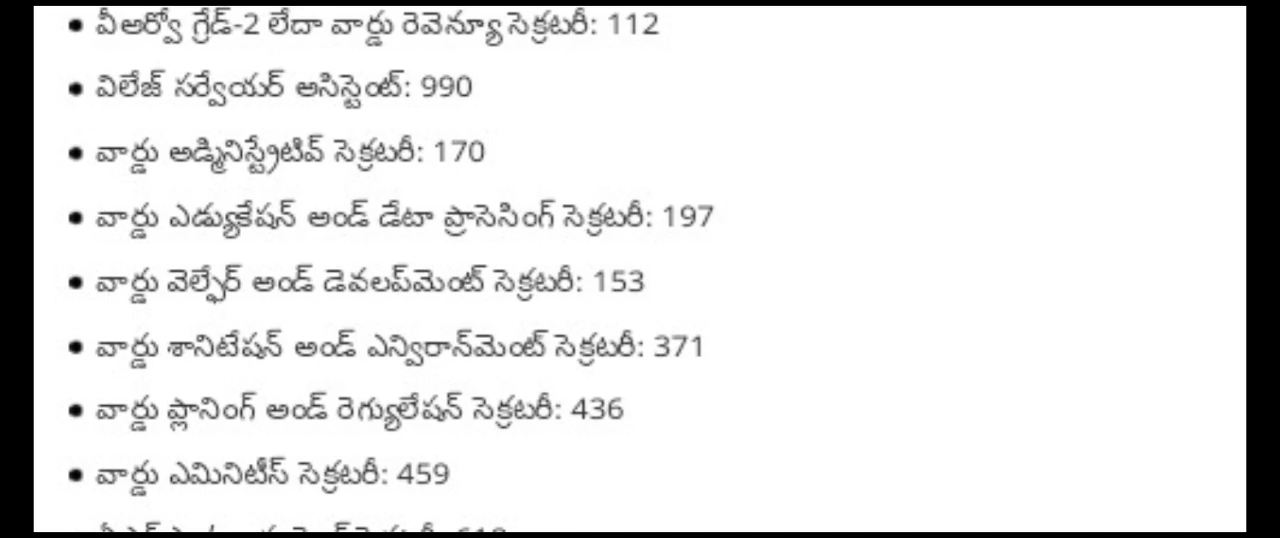 • వీఆర్వో గ్రేడ్-2 లేదా వార్డు రెవెన్యూ సెక్రటరీ: 112
• విలేజ్ సర్వేయర్ అసిస్టెంట్: 990
• వార్డు అడ్మినిస్ట్రేటివ్ సెక్రటరీ: 170
• వార్డు ఎడ్యుకేషన్ అండ్ డేటా ప్రాసెసింగ్ సెక్రటరీ: 197
• వార్డు వెల్ఫేర్ అండ్ డెవలప్‌మెంట్ సెక్రటరీ: 153
• వార్డు శానిటేషన్ అండ్ ఎన్విరాన్‌మెంట్ సెక్రటరీ: 371
• వార్డు ప్లానింగ్ అండ్ రెగ్యులేషన్ సెక్రటరీ: 436
• వార్డు ఎమినిటీస్ సెక్రటరీ: 459